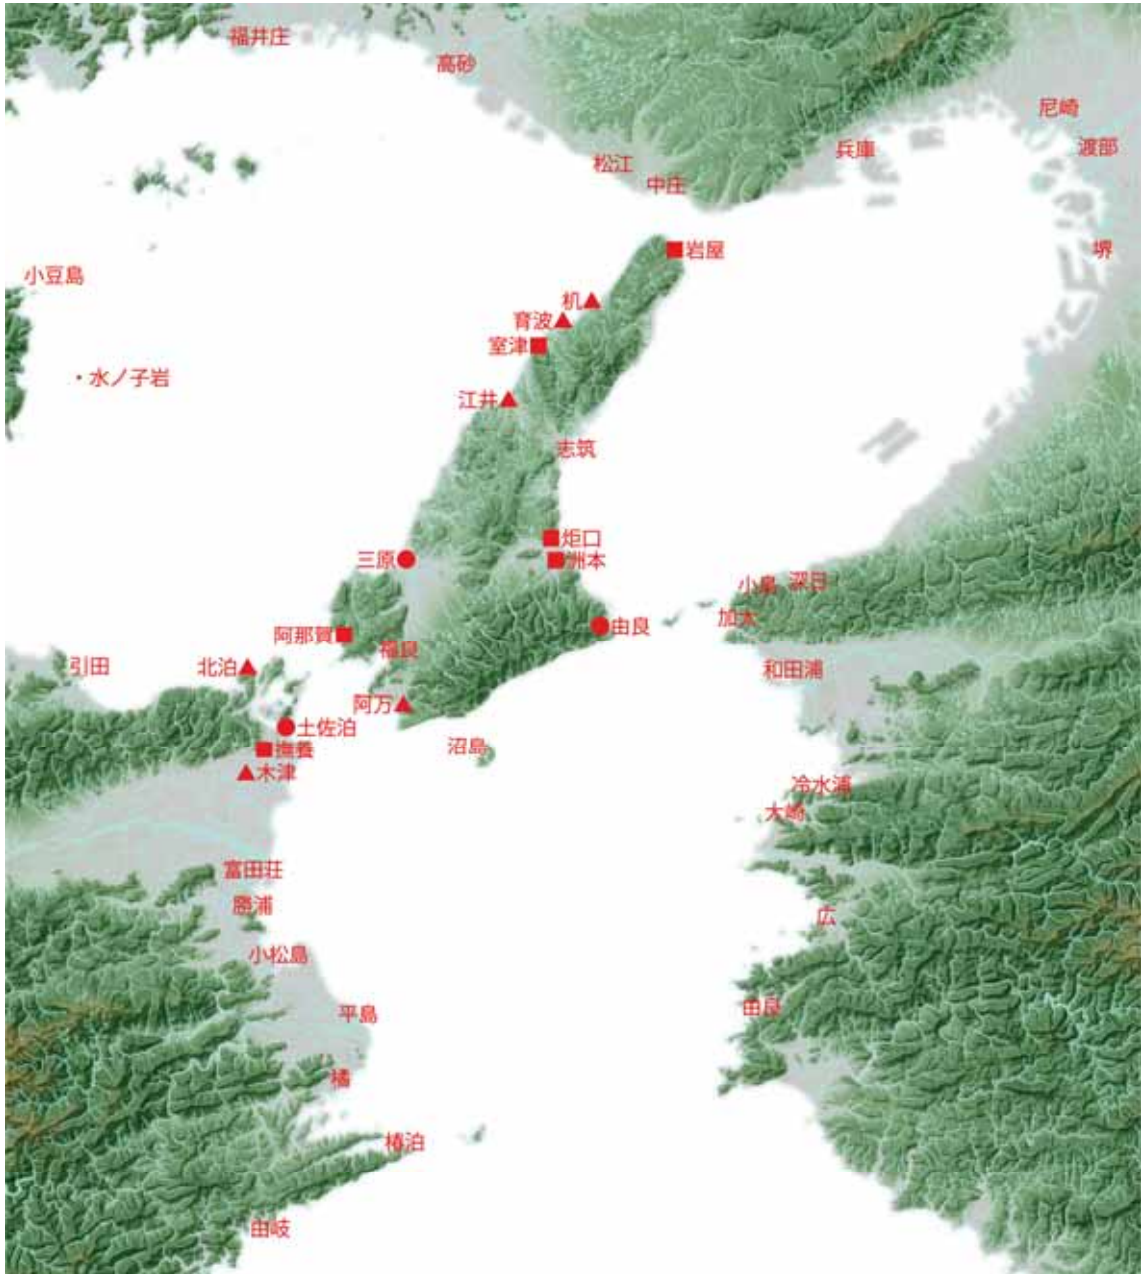 福井庄
高砂
尼崎
渡部
兵庫
松江
中庄
岩屋
堺
小豆島
机
育波
室津
・水ノ子岩
江井
志筑
炬口
三原
洲本
小島
深日
加太
由良
阿那賀
福良
引田
北泊
和田浦
阿万
土佐泊
沼島
撫養
木津
冷水浦
大崎
富田荘
勝浦
広
小松島
由良
平島
橘
椿泊
由岐